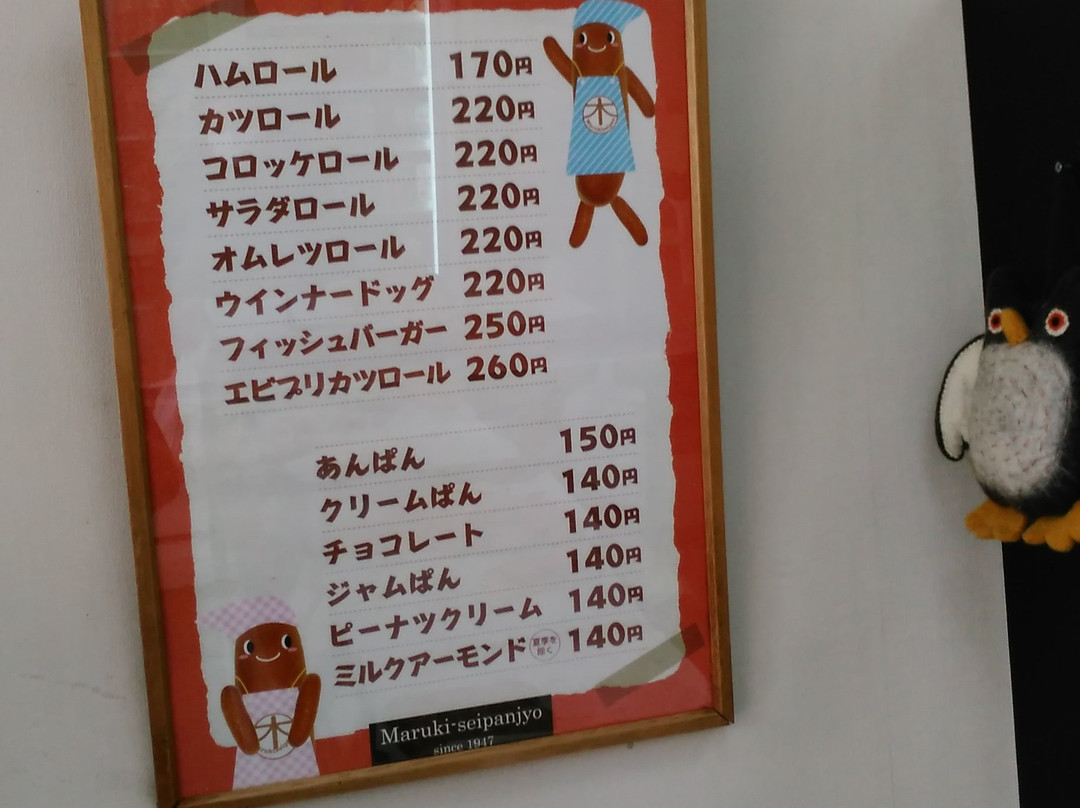 ハムロール 170円
カツロール 220円
コロッケロール 220円
サラダロール 220円
オムレツロール 220円
ウインナードッグ 220円
フィッシュバーガー 250円
エビプリカツロール 260円
あんぱん 150円
クリームぱん 140円
チョコレート 140円
ジャムぱん 140円
ピーナツクリーム 140円
ミルクアーモンド 夏季を除く 140円
木
木
Maruki-seipanjyo
since 1947